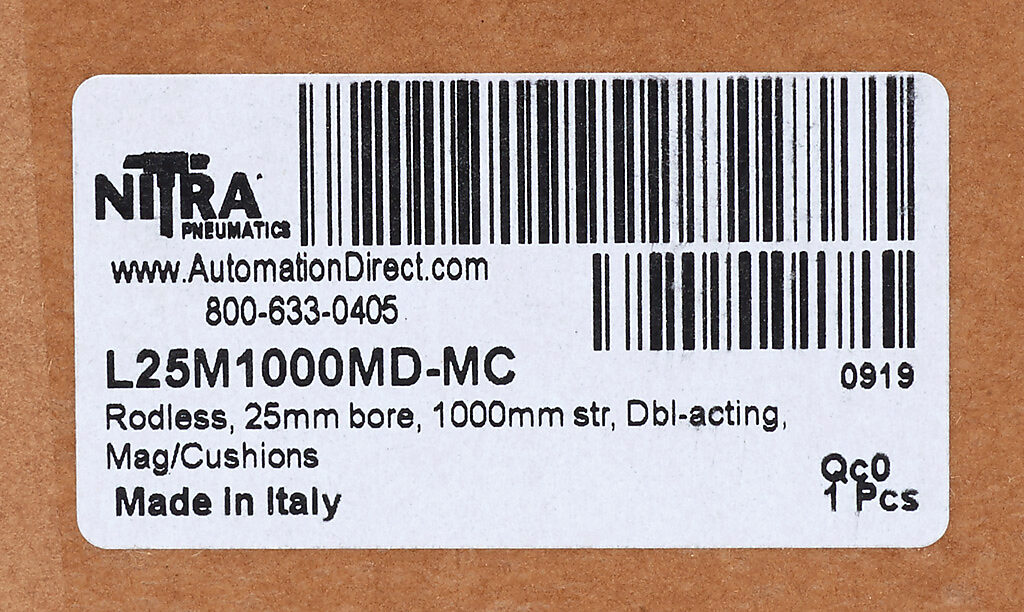 NITRA
PNEUMATICS
www.AutomationDirect.com
800-633-0405
L25M1000MD-MC
0919
Rodless, 25mm bore, 1000mm str, Dbl-acting,
Mag/Cushions
Qc0
Made in Italy
1 Pcs